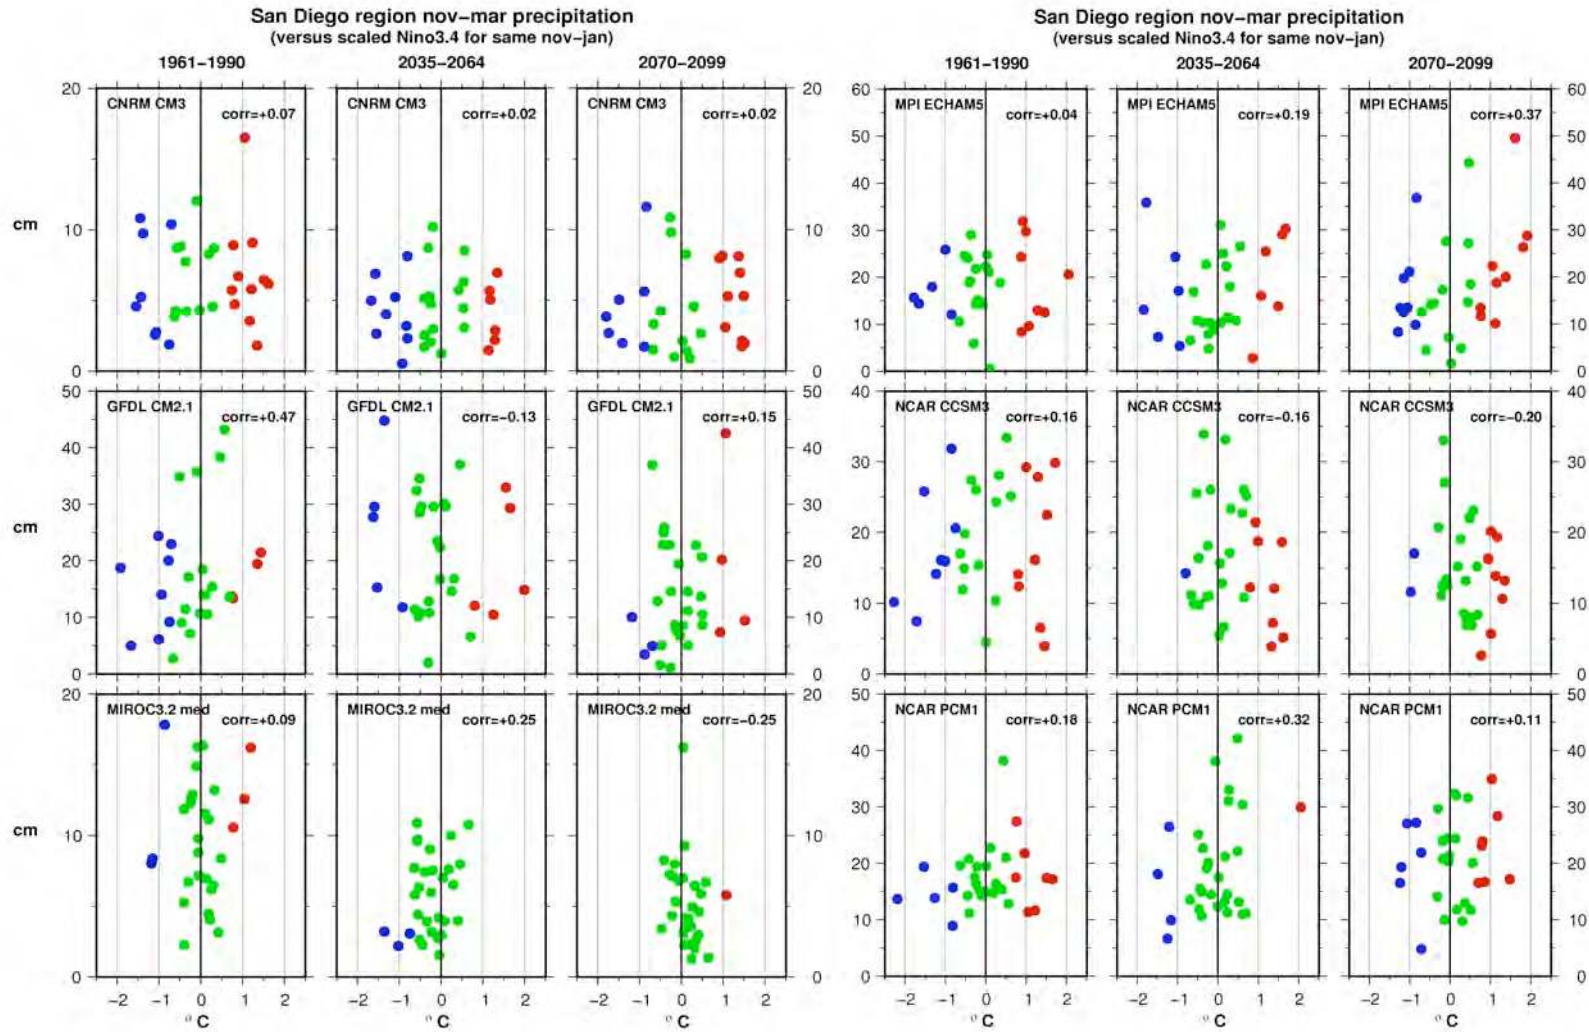 San Diego region nov–mar precipitation
(versus scaled Nino3.4 for same nov–jan)
1961–1990 2035–2064 2070–2099
20 20
CNRM CM3 corr=+0.07 CNRM CM3 corr=+0.02 CNRM CM3 corr=+0.02
cm 10 10
0 0
50 50
GFDL CM2.1 corr=+0.47 GFDL CM2.1 corr=−0.13 GFDL CM2.1 corr=+0.15
40 40
30 30
cm
20 20
10 10
0 0
20 20
MIROC3.2 med corr=+0.09 MIROC3.2 med corr=+0.25 MIROC3.2 med corr=−0.25
cm 10 10
0 0
−2 −1 0 1 2 −2 −1 0 1 2 −2 −1 0 1 2
° C ° C ° C
San Diego region nov–mar precipitation
(versus scaled Nino3.4 for same nov–jan)
1961–1990 2035–2064 2070–2099
60 60
MPI ECHAM5 corr=+0.04 MPI ECHAM5 corr=+0.19 MPI ECHAM5 corr=+0.37
50 50
40 40
30 30
20 20
10 10
0 0
40 40
NCAR CCSM3 corr=+0.16 NCAR CCSM3 corr=−0.16 NCAR CCSM3 corr=−0.20
30 30
20 20
10 10
0 0
50 50
NCAR PCM1 corr=+0.18 NCAR PCM1 corr=+0.32 NCAR PCM1 corr=+0.11
40 40
30 30
20 20
10 10
0 0
−2 −1 0 1 2 −2 −1 0 1 2 −2 −1 0 1 2
° C ° C ° C